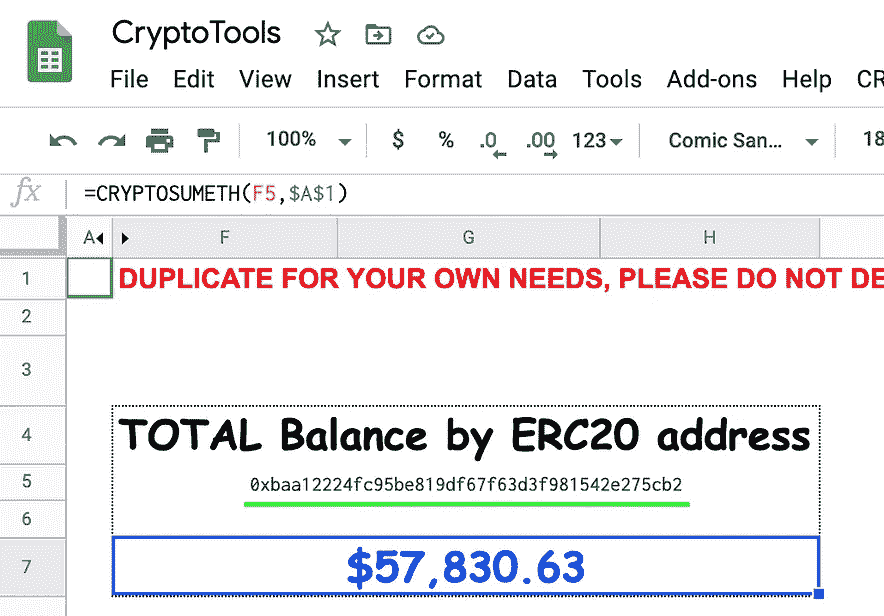 CryptoTools
File Edit View Insert Format Data Tools Add-ons Help CR
100% $ % .0 .00 123 Comic San... 18
fx =CRYPTOSUMETH(F5,$A$1)
A F G H
1 DUPLICATE FOR YOUR OWN NEEDS, PLEASE DO NOT DE
2
3
4 TOTAL Balance by ERC20 address
5 0xbaa12224fc95be819df67f63d3f981542e275cb2
6
7 $57,830.63